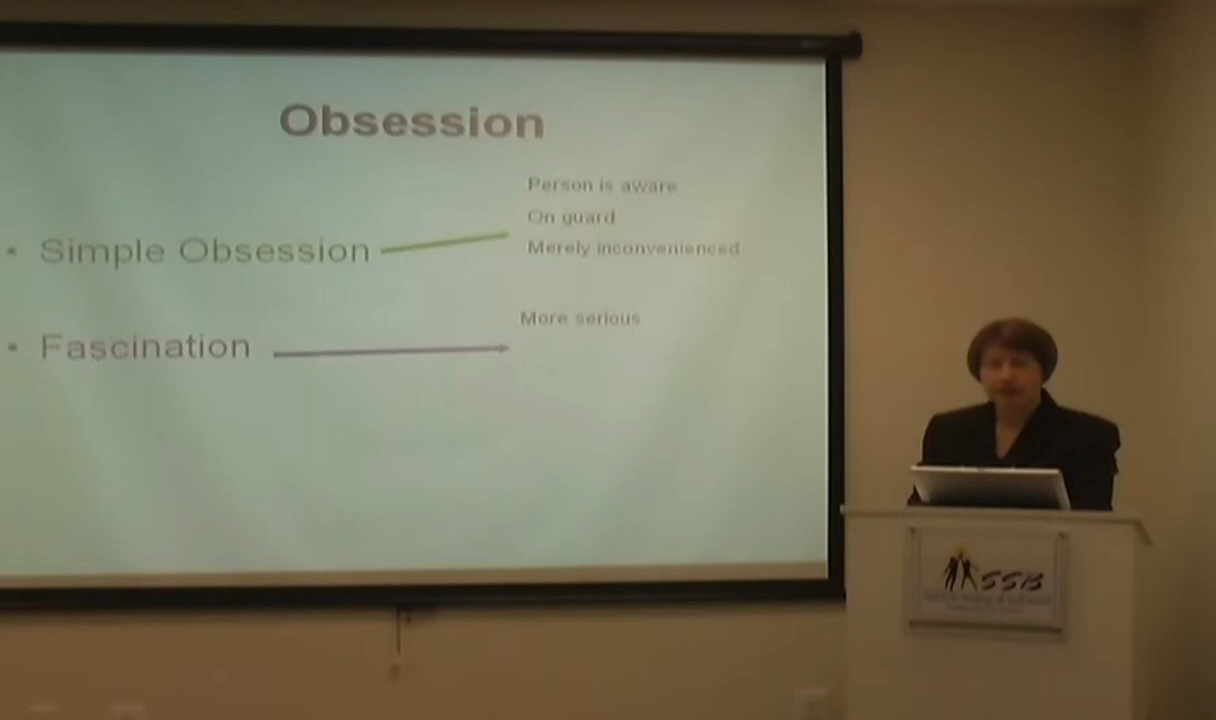 Obsession
Person is aware
On guard
Merely inconvenienced
• Simple Obsession
More serious
• Fascination
SSB